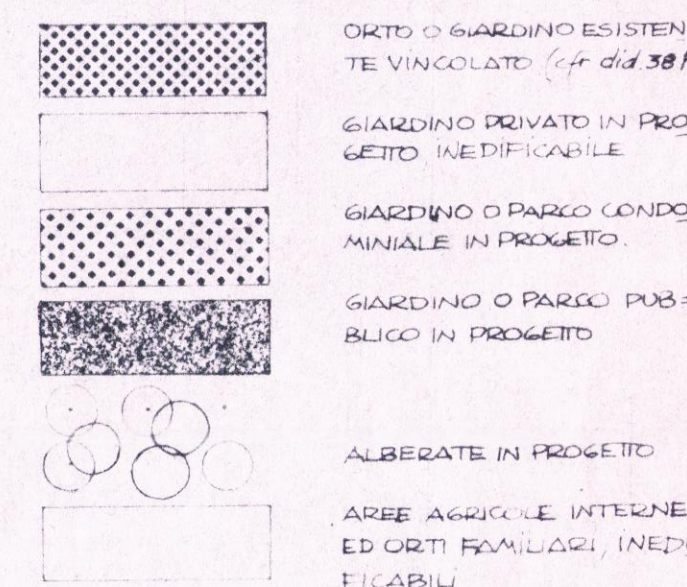 ORTO O GIARDINO ESISTEN
TE VINCOLATO (cfr did.38
GIARDINO PRIVATO IN PRO
GETTO INEDIFICABILE
GIARDINO O PARCO CONDO
MINIALE IN PROGETTO.
GIARDINO O PARCO PUB=
BLICO IN PROGETTO
ALBERATE IN PROGETTO
AREE AGRICOLE INTERNE
ED ORTI FAMILIARI, INEDI
FICABILI